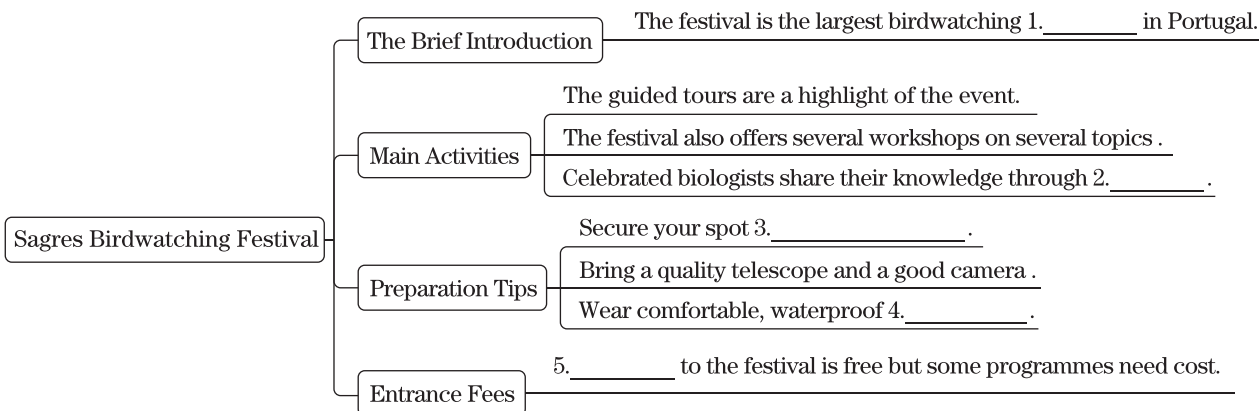 The Brief Introduction
The festival is the largest birdwatching 1.________ in Portugal.
Main Activities
The guided tours are a highlight of the event.
The festival also offers several workshops on several topics .
Celebrated biologists share their knowledge through 2.________ .
Sagres Birdwatching Festival
Preparation Tips
Secure your spot 3.________________ .
Bring a quality telescope and a good camera .
Wear comfortable, waterproof 4.__________ .
Entrance Fees
5.________ to the festival is free but some programmes need cost.